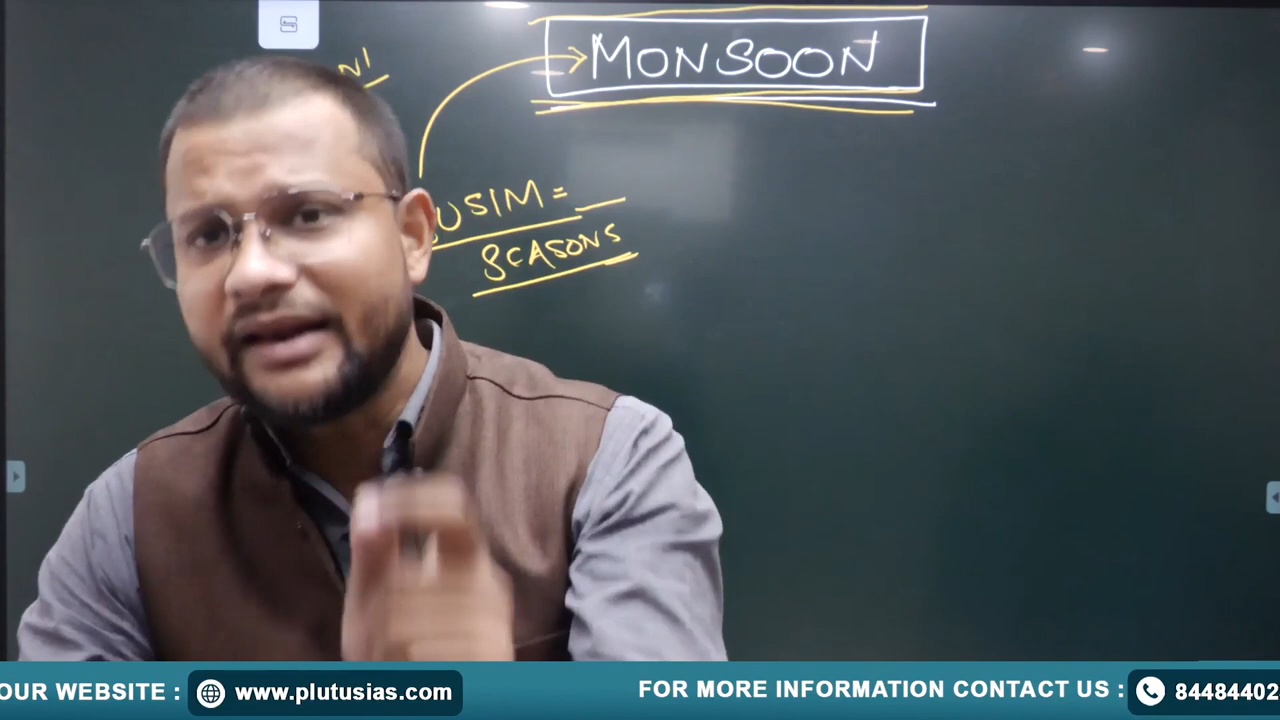 MONSOON
USIM =
SEASONS
OUR WEBSITE : www.plutusias.com
FOR MORE INFORMATION CONTACT US : 84484402